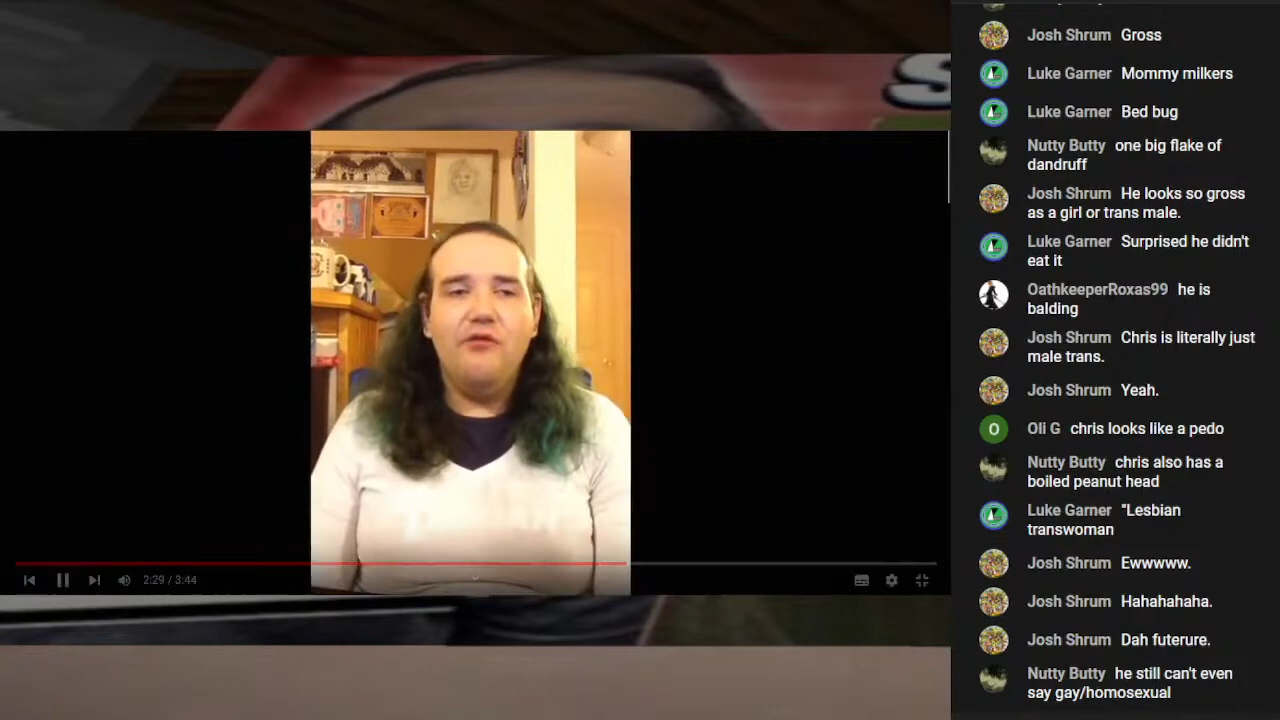 Josh Shrum Gross
Luke Garner Mommy milkers
Luke Garner Bed bug
Nutty Butty one big flake of
dandruff
Josh Shrum He looks so gross
as a girl or trans male.
Luke Garner Surprised he didn't
eat it
OathkeeperRoxas99 he is
balding
Josh Shrum Chris is literally just
male trans.
Josh Shrum Yeah.
O Oli G chris looks like a pedo
Nutty Butty chris also has a
boiled peanut head
Luke Garner "Lesbian
transwoman
Josh Shrum Ewwwww.
Josh Shrum Hahahahaha.
Josh Shrum Dah futerure.
Nutty Butty he still can't even
say gay/homosexual
2:29 / 3:44